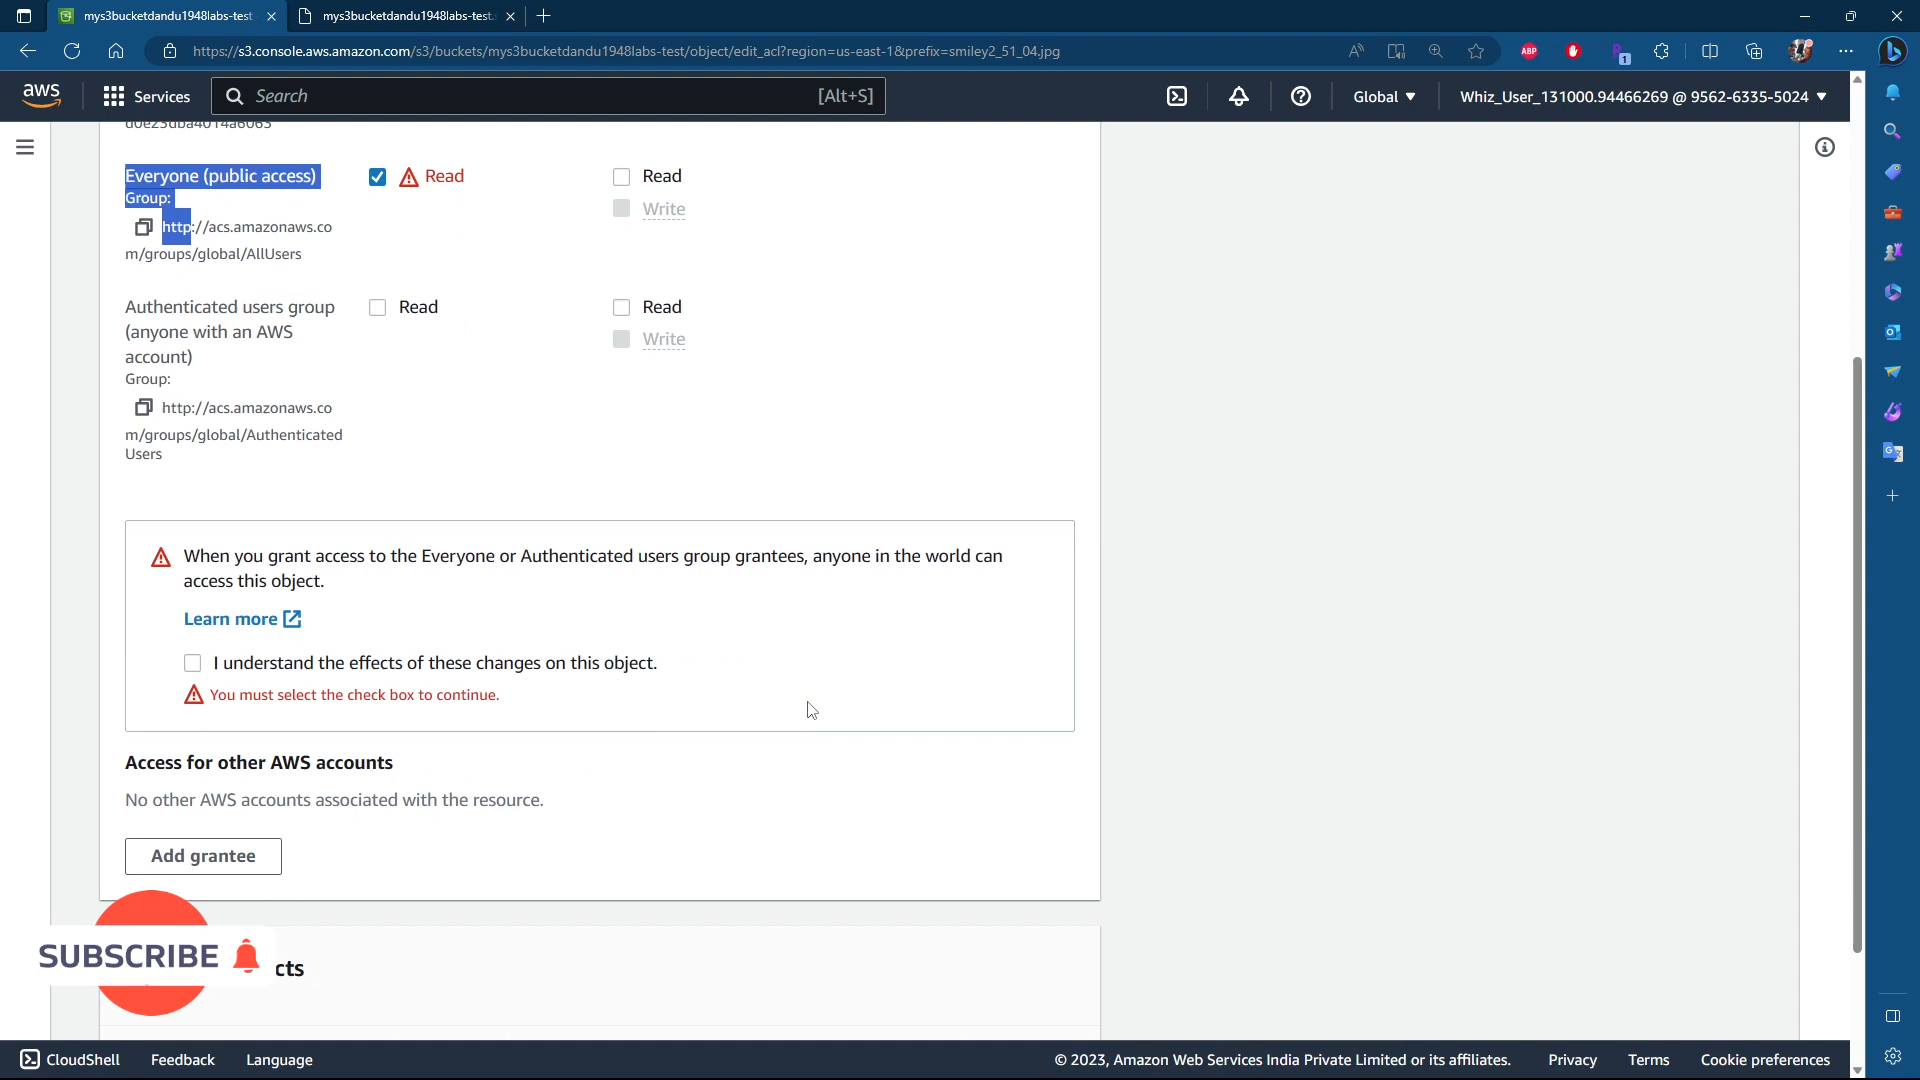 mys3bucketdandu1948labs-test
mys3bucketdandu1948labs-test.
https://s3.console.aws.amazon.com/s3/buckets/mys3bucketdandu1948labs-test/object/edit_acl?region=us-east-1&prefix=smiley2_51_04.jpg
ABP
1
aws
Services
Search
[Alt+S]
Global
Whiz_User_131000.94466269 @ 9562-6335-5024
d0e23dba4014a6063
Everyone (public access)
Read
Read
Group:
Write
http://acs.amazonaws.co
m/groups/global/AllUsers
Authenticated users group
Read
Read
(anyone with an AWS
Write
account)
Group:
http://acs.amazonaws.co
m/groups/global/Authenticated
Users
When you grant access to the Everyone or Authenticated users group grantees, anyone in the world can
access this object.
Learn more
I understand the effects of these changes on this object.
You must select the check box to continue.
Access for other AWS accounts
No other AWS accounts associated with the resource.
Add grantee
SUBSCRIBE
cts
CloudShell
Feedback
Language
© 2023, Amazon Web Services India Private Limited or its affiliates.
Privacy
Terms
Cookie preferences